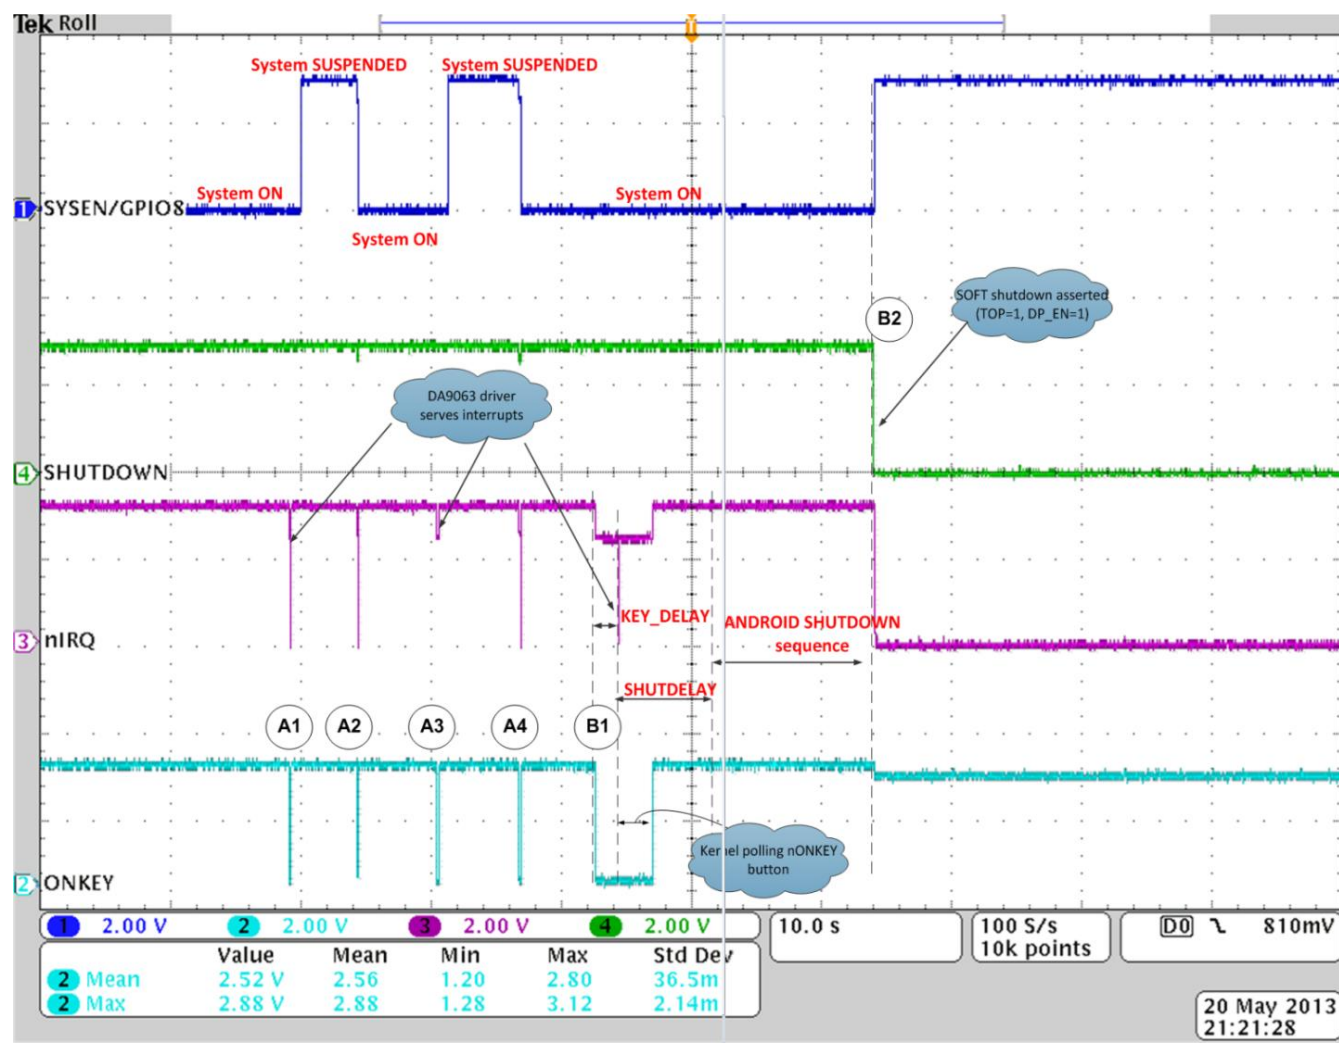 Tek Roll
T
System SUSPENDED
System SUSPENDED
System ON
System ON
1 SYSEN/GPIO8
System ON
SOFT shutdown asserted
(TOP=1, DP_EN=1)
B2
DA9063 driver
serves interrupts
4 SHUTDOWN
KEY_DELAY
ANDROID SHUTDOWN
sequence
3 nIRQ
SHUTDELAY
A1 A2 A3 A4 B1
Kernel polling nONKEY
button
2 ONKEY
1 2.00 V 2 2.00 V 3 2.00 V 4 2.00 V
10.0 s
100 S/s
10k points
D0 810mV
Value Mean Min Max Std Dev
2 Mean 2.52 V 2.56 1.20 2.80 36.5m
2 Max 2.88 V 2.88 1.28 3.12 2.14m
20 May 2013
21:21:28